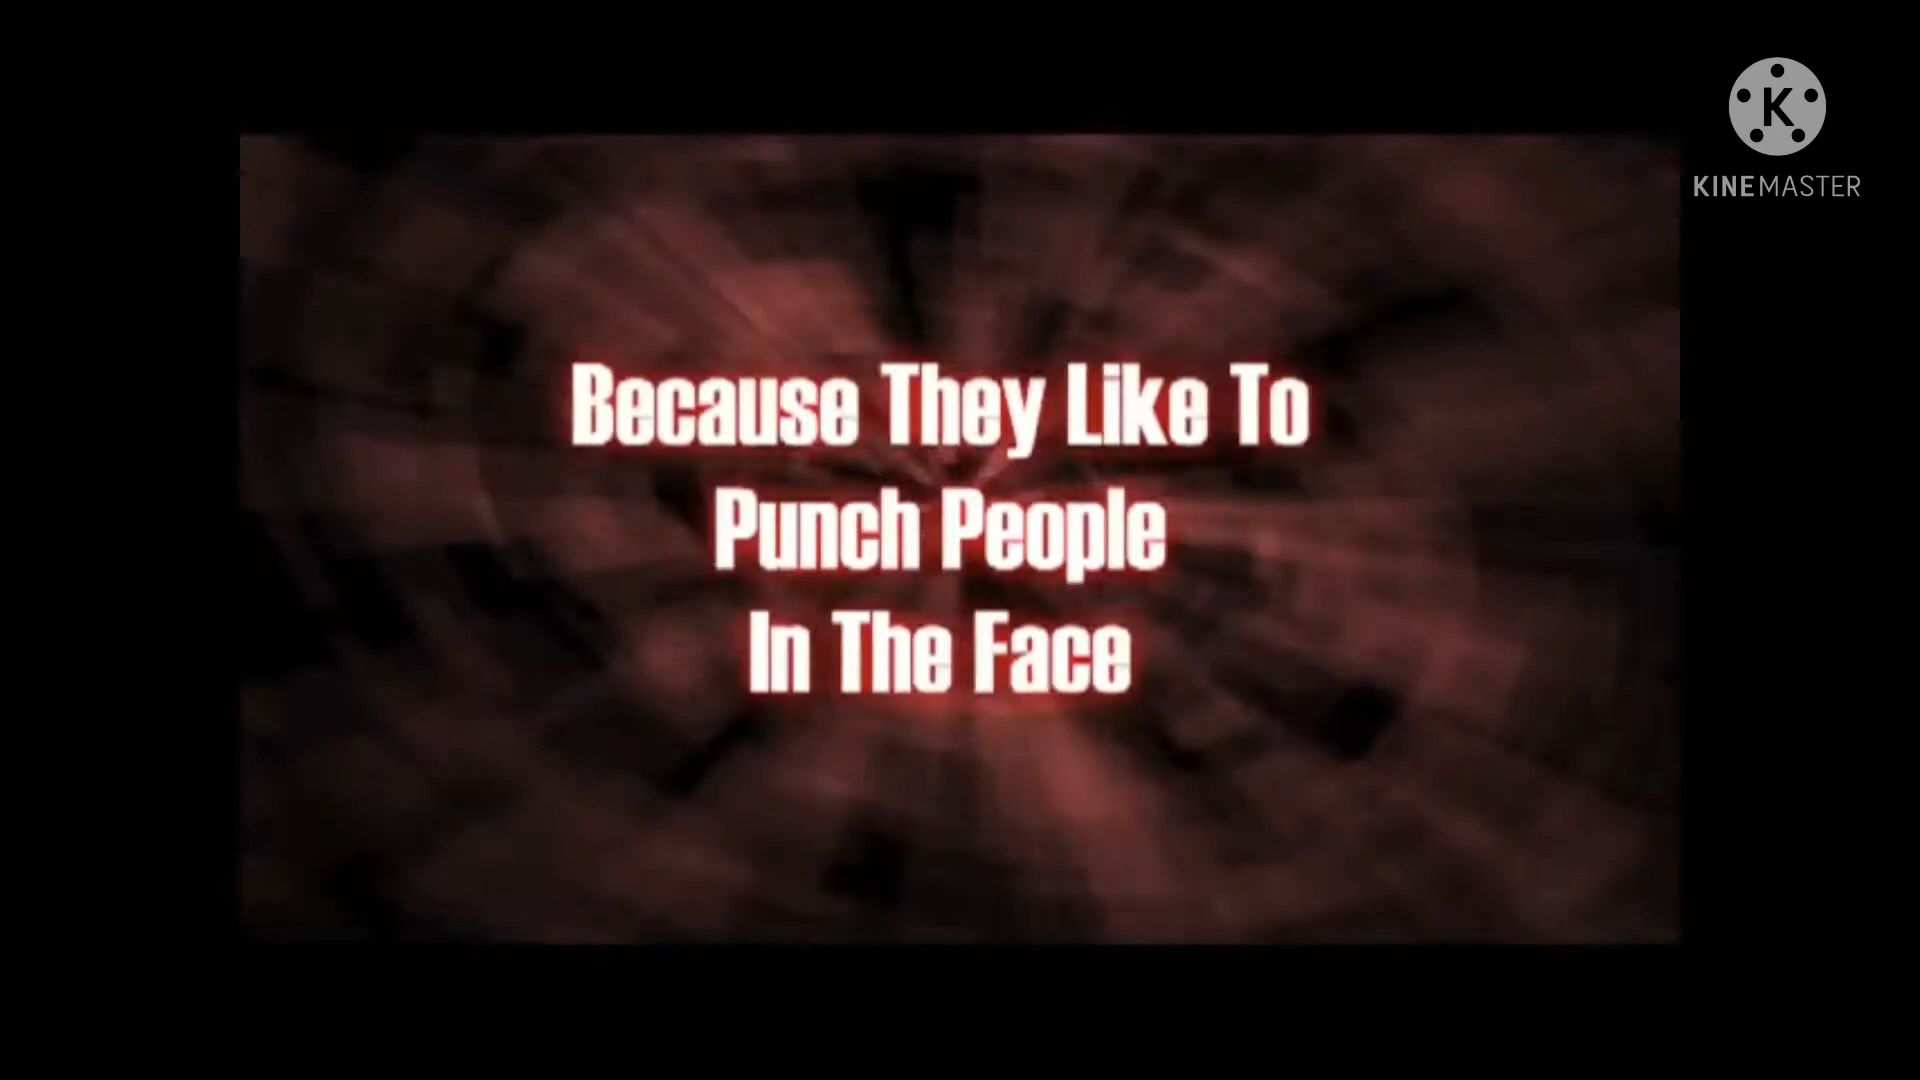 K
KINEMASTER
Because They Like To
Punch People
In The Face